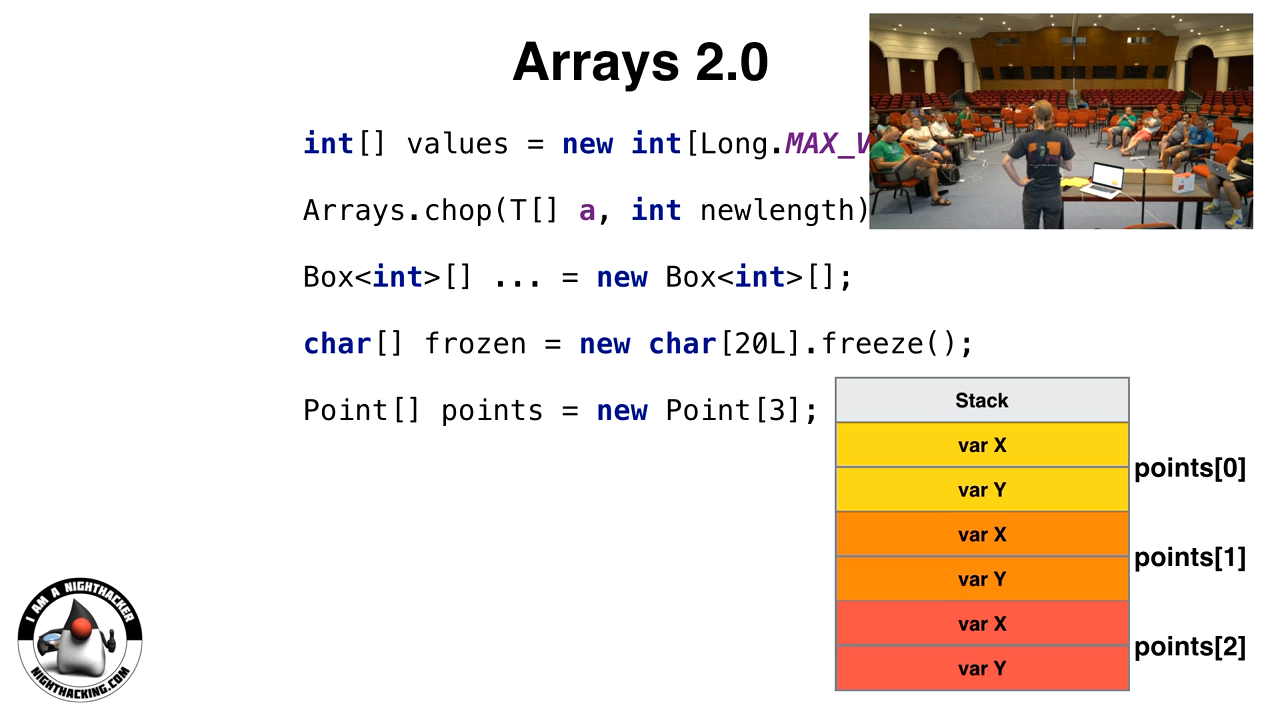 Arrays 2.0
int[] values = new int[Long.MAX_V
Arrays.chop(T[] a, int newlength)
Box<int>[] ... = new Box<int>[];
char[] frozen = new char[20L].freeze();
Point[] points = new Point[3];
Stack
var X
var Y
points[0]
var X
var Y
points[1]
var X
var Y
points[2]
I AM A NIGHTHACKER
NIGHTHACKING.COM